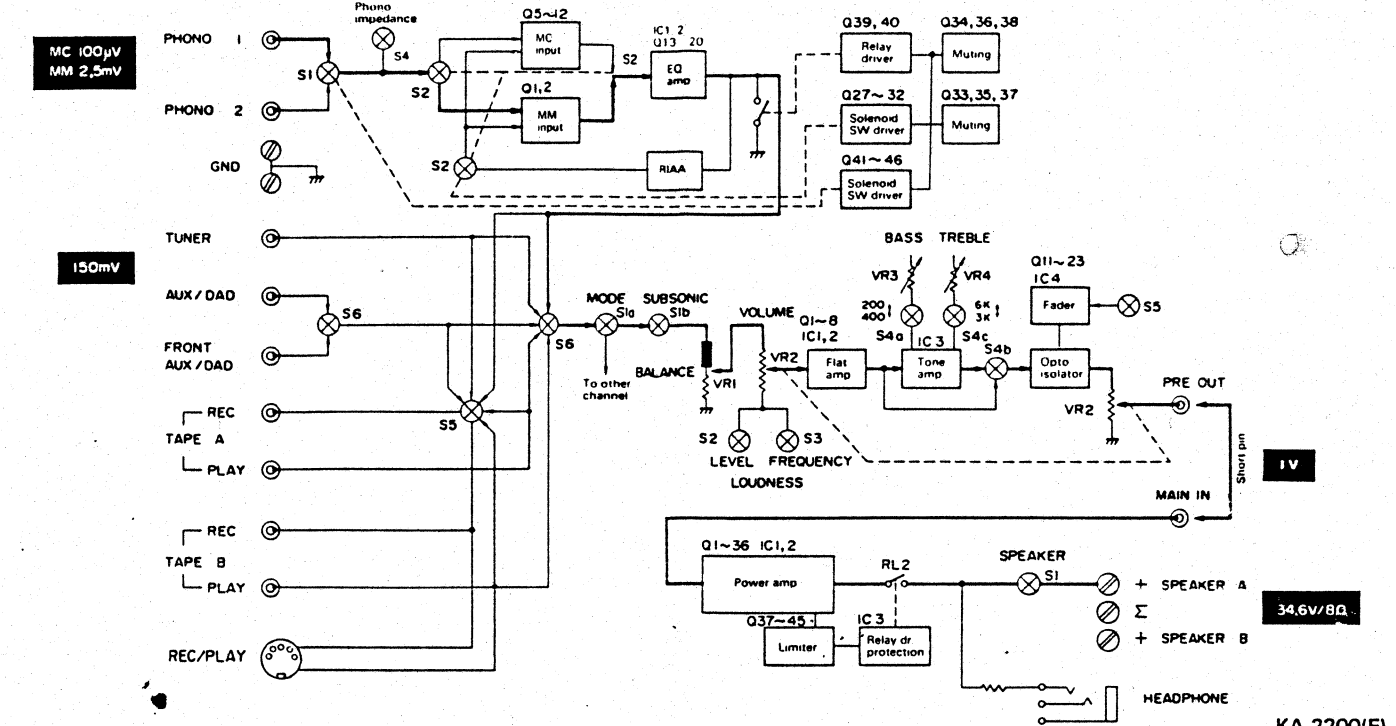 Phono
impedance
Q5~12
MC
input
IC1, 2
Q13 20
EQ
amp
Q39, 40
Relay
driver
Q34, 36, 38
Muting
MC 100μV
MM 2,5mV
PHONO 1
S1
S4
S2
S2
Q1,2
MM
input
PHONO 2
Q27~32
Solenoid
SW driver
Q33, 35, 37
Muting
GND
S2
RIAA
Q41~46
Solenoid
SW driver
TUNER
150mV
AUX/DAD
S6
FRONT
AUX/DAD
REC
TAPE A
PLAY
S5
REC
TAPE B
PLAY
REC/PLAY
S6
MODE
S1a
To other
channel
SUBSONIC
S1b
BALANCE
VR1
VOLUME
VR2
S2
S3
LEVEL FREQUENCY
LOUDNESS
Q1~8
IC1, 2
Flat
amp
BASS TREBLE
VR3
VR4
200
400
6K
3K
S4a
S4c
IC3
Tone
amp
S4b
Q11~23
IC4
Fader
S5
Opto
isolator
VR2
PRE OUT
Short pin
1V
MAIN IN
Q1~36 IC1, 2
Power amp
RL2
SPEAKER
S1
+ SPEAKER A
Σ
+ SPEAKER B
34.6V/8Ω
Q37~45
Limiter
IC3
Relay dr.
protection
HEADPHONE
KA-2200(E)